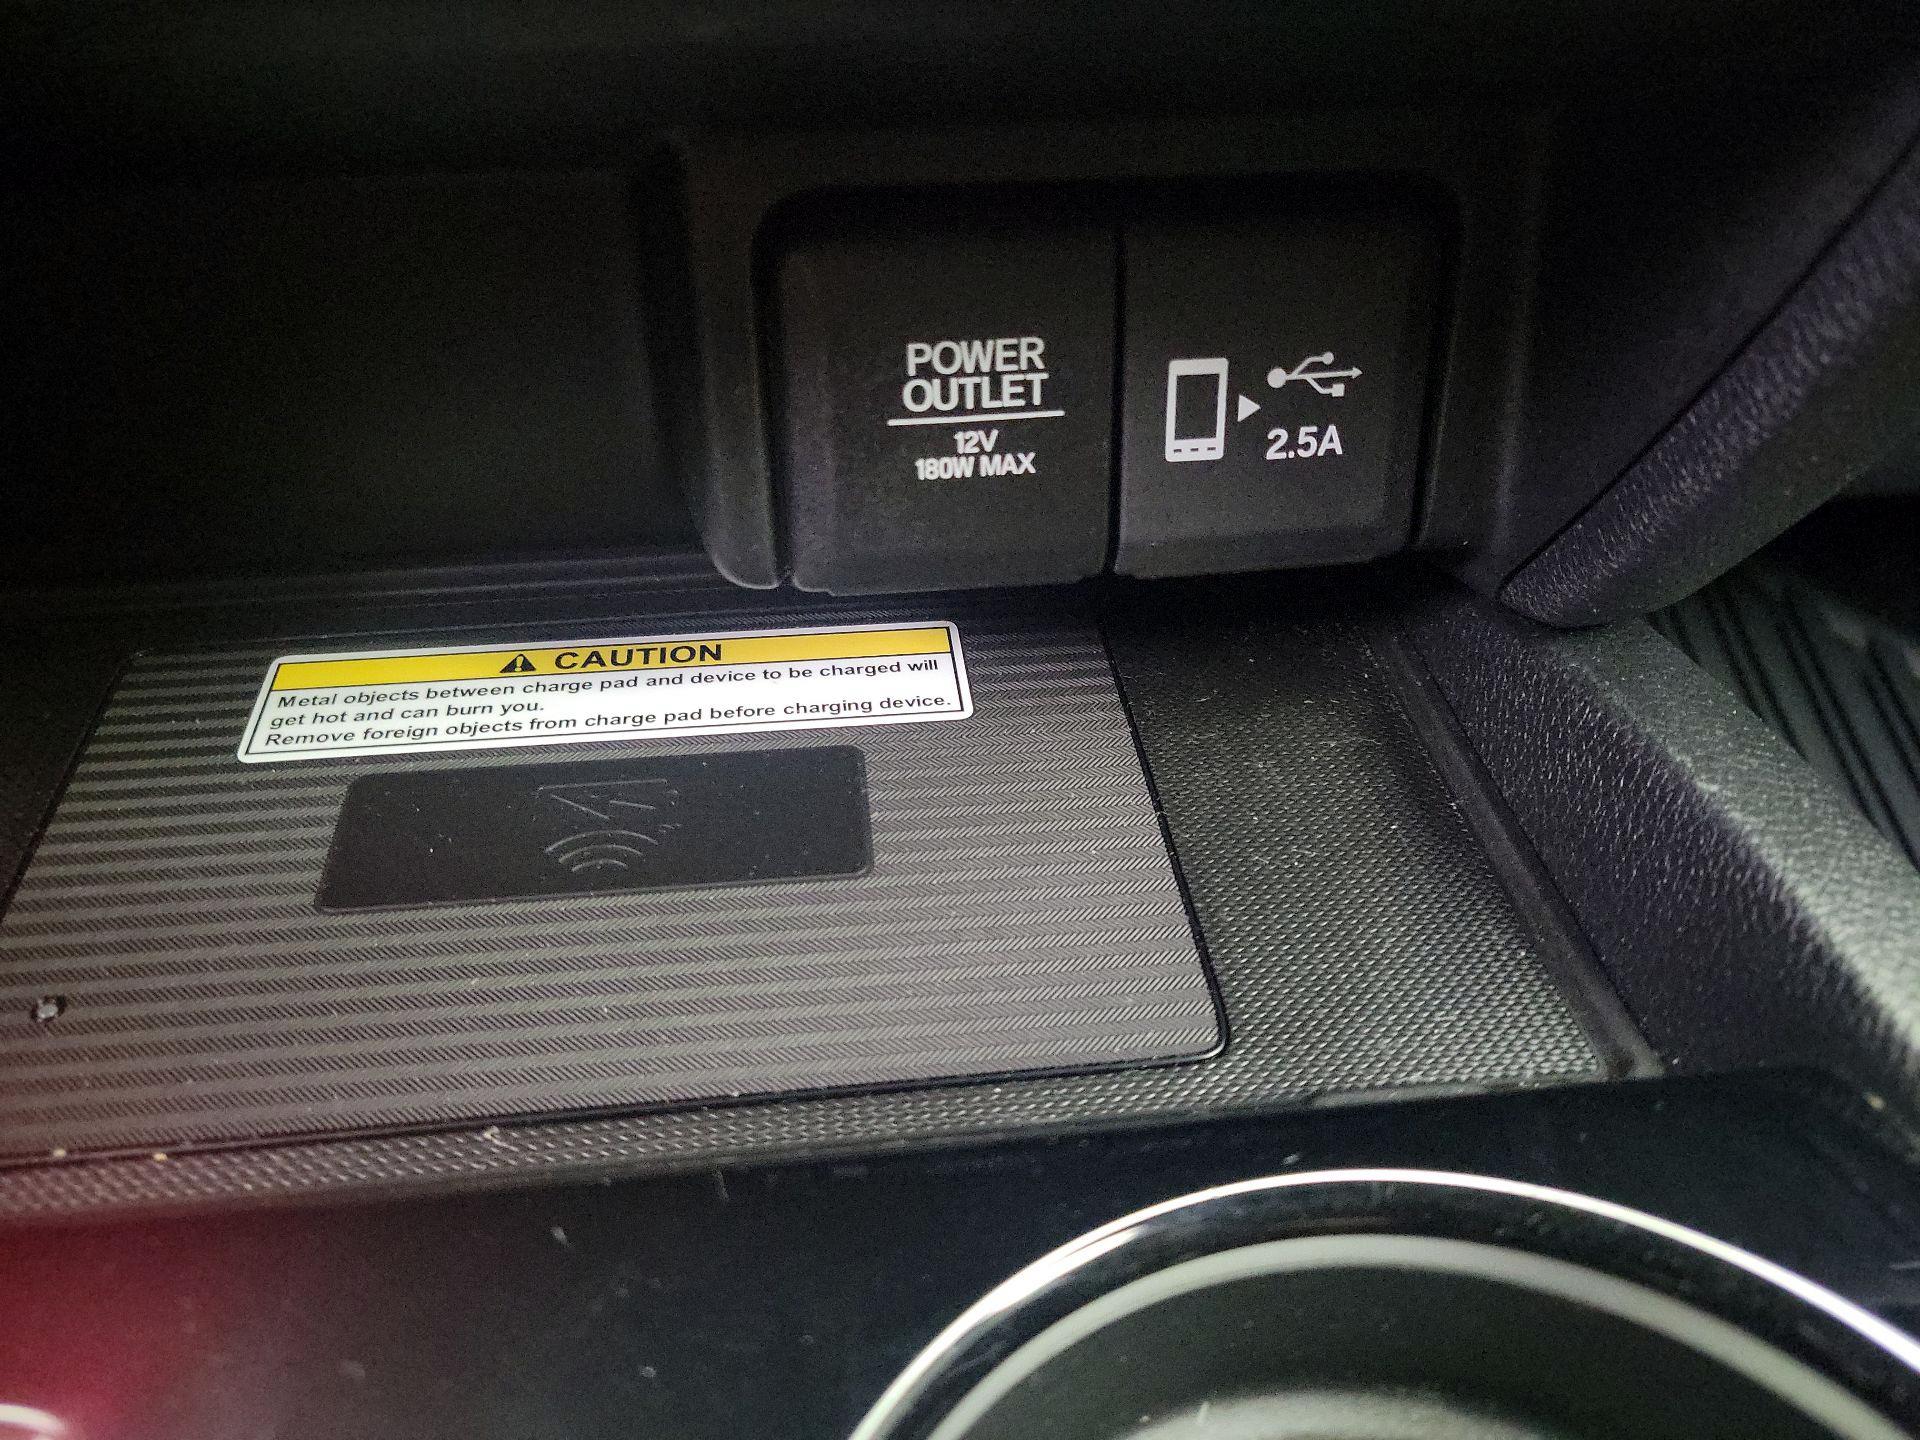 POWER
OUTLET
12V
180W MAX
2.5A
CAUTION
Metal objects between charge pad and device to be charged will
get hot and can burn you.
Remove foreign objects from charge pad before charging device.